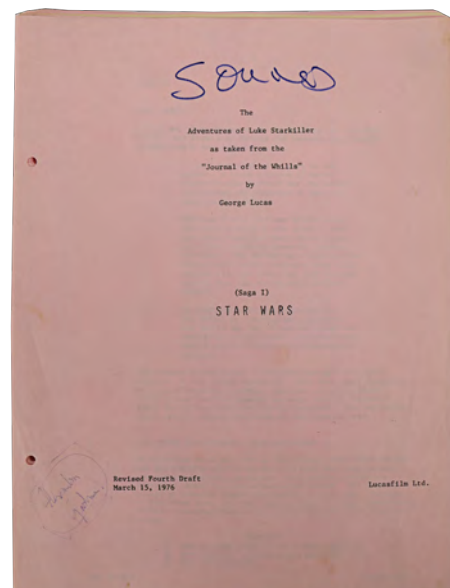 SOUND
The
Adventures of Luke Starkiller
as taken from the
"Journal of the Whills"
by
George Lucas
(Saga I)
STAR WARS
Revised Fourth Draft
March 15, 1976
Lucasfilm Ltd.